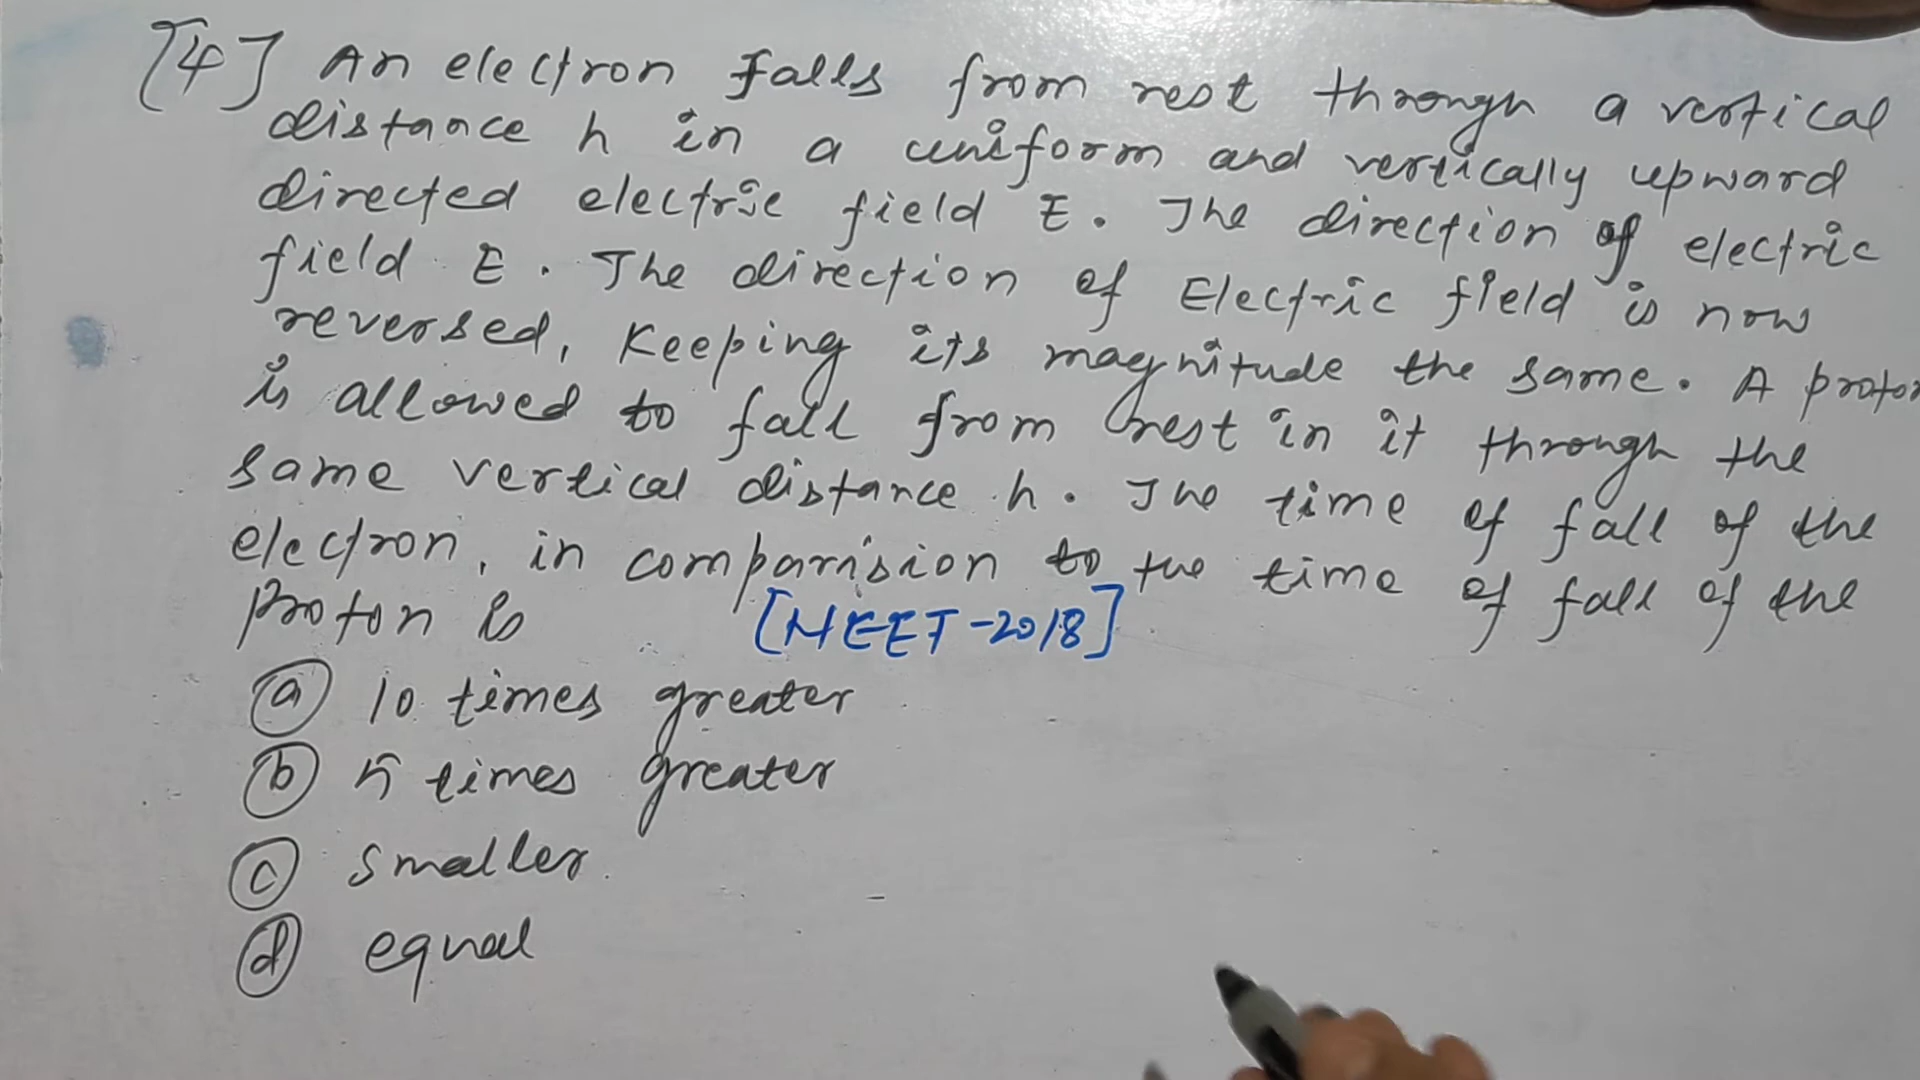 [4] An electron falls from rest through a vertical
distance h in a uniform and vertically upward
directed electric field E. The direction of electric
field E. The direction of Electric field is now
reversed, Keeping its magnitude the same. A proton
is allowed to fall from rest in it through the
same vertical distance h. The time of fall of the
electron, in comparision to the time of fall of the
proton is [NEET-2018]
(a) 10 times greater
(b) 5 times greater
(c) smaller.
(d) equal